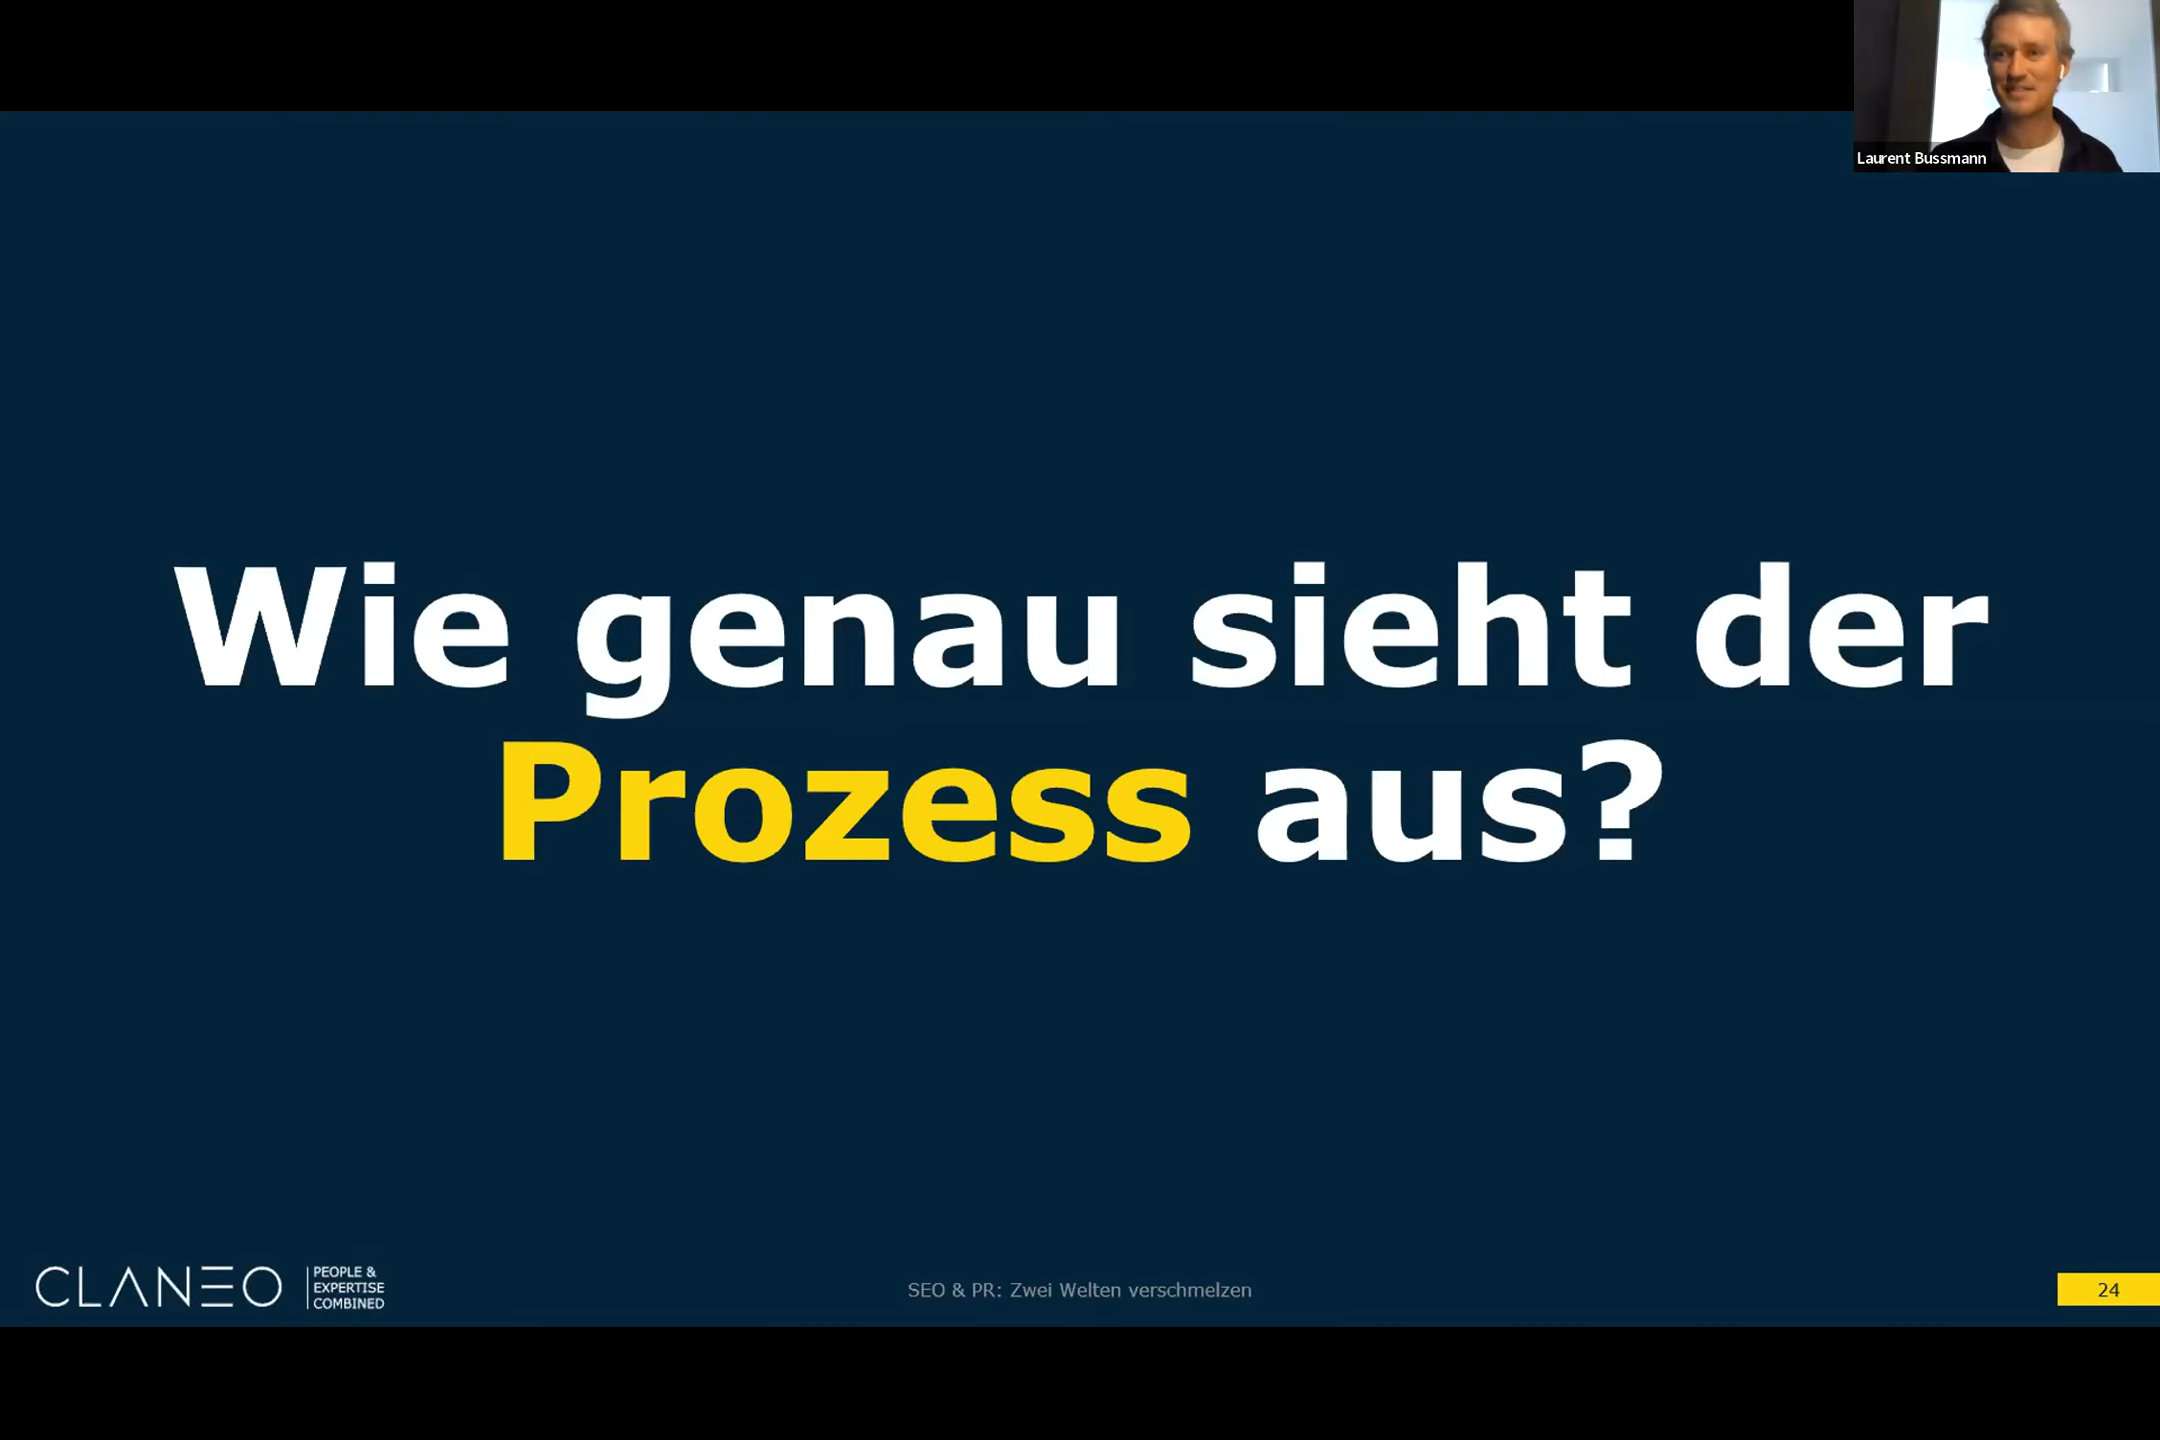 Laurent Bussmann
Wie genau sieht der
Prozess aus?
CLANEO
PEOPLE &
EXPERTISE
COMBINED
SEO & PR: Zwei Welten verschmelzen
24